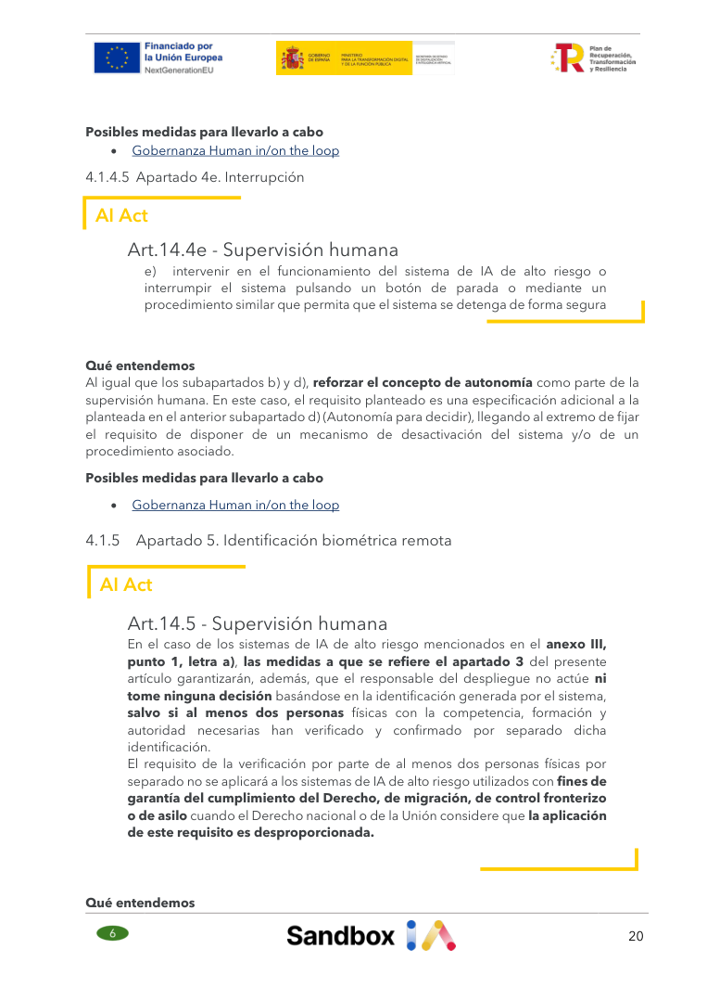 Financiado por
la Unión Europea
NextGenerationEU
GOBIERNO
DE ESPAÑA
MINISTERIO
PARA LA TRANSFORMACIÓN DIGITAL
Y DE LA FUNCIÓN PÚBLICA
SECRETARÍA DE ESTADO
DE DIGITALIZACIÓN
E INTELIGENCIA ARTIFICIAL
Plan de
Recuperación,
Transformación
y Resiliencia
Posibles medidas para llevarlo a cabo
• Gobernanza Human in/on the loop
4.1.4.5 Apartado 4e. Interrupción
AI Act
Art.14.4e - Supervisión humana
e) intervenir en el funcionamiento del sistema de IA de alto riesgo o
interrumpir el sistema pulsando un botón de parada o mediante un
procedimiento similar que permita que el sistema se detenga de forma segura
Qué entendemos
Al igual que los subapartados b) y d), reforzar el concepto de autonomía como parte de la
supervisión humana. En este caso, el requisito planteado es una especificación adicional a la
planteada en el anterior subapartado d) (Autonomía para decidir), llegando al extremo de fijar
el requisito de disponer de un mecanismo de desactivación del sistema y/o de un
procedimiento asociado.
Posibles medidas para llevarlo a cabo
• Gobernanza Human in/on the loop
4.1.5 Apartado 5. Identificación biométrica remota
AI Act
Art.14.5 - Supervisión humana
En el caso de los sistemas de IA de alto riesgo mencionados en el anexo III,
punto 1, letra a), las medidas a que se refiere el apartado 3 del presente
artículo garantizarán, además, que el responsable del despliegue no actúe ni
tome ninguna decisión basándose en la identificación generada por el sistema,
salvo si al menos dos personas físicas con la competencia, formación y
autoridad necesarias han verificado y confirmado por separado dicha
identificación.
El requisito de la verificación por parte de al menos dos personas físicas por
separado no se aplicará a los sistemas de IA de alto riesgo utilizados con fines de
garantía del cumplimiento del Derecho, de migración, de control fronterizo
o de asilo cuando el Derecho nacional o de la Unión considere que la aplicación
de este requisito es desproporcionada.
Qué entendemos
6
Sandbox IA
20